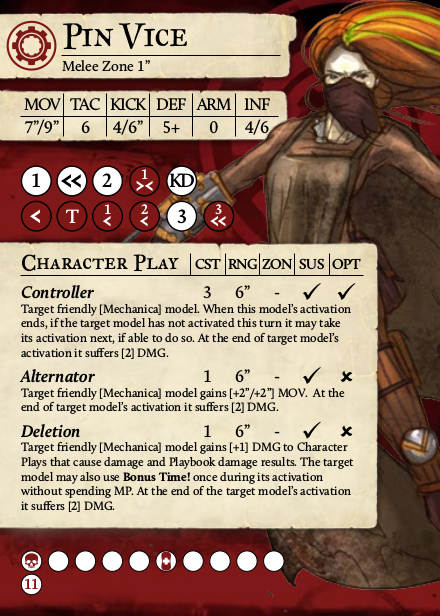 Pin Vice
Melee Zone 1"
MOV TAC KICK DEF ARM INF
7"/9" 6 4/6" 5+ 0 4/6
1 << 2 1 >< KD
< T 1 < 2 < 3 3 <<
Character Play CST RNG ZON SUS OPT
Controller 3 6" - ✓ ✓
Target friendly [Mechanica] model. When this model's activation
ends, if the target model has not activated this turn it may take
its activation next, if able to do so. At the end of target model's
activation it suffers [2] DMG.
Alternator 1 6" - ✓ ✗
Target friendly [Mechanica] model gains [+2"/+2"] MOV. At the
end of target model's activation it suffers [2] DMG.
Deletion 1 6" - ✓ ✗
Target friendly [Mechanica] model gains [+1] DMG to Character
Plays that cause damage and Playbook damage results. The target
model may also use Bonus Time! once during its activation
without spending MP. At the end of the target model's activation
it suffers [2] DMG.
11